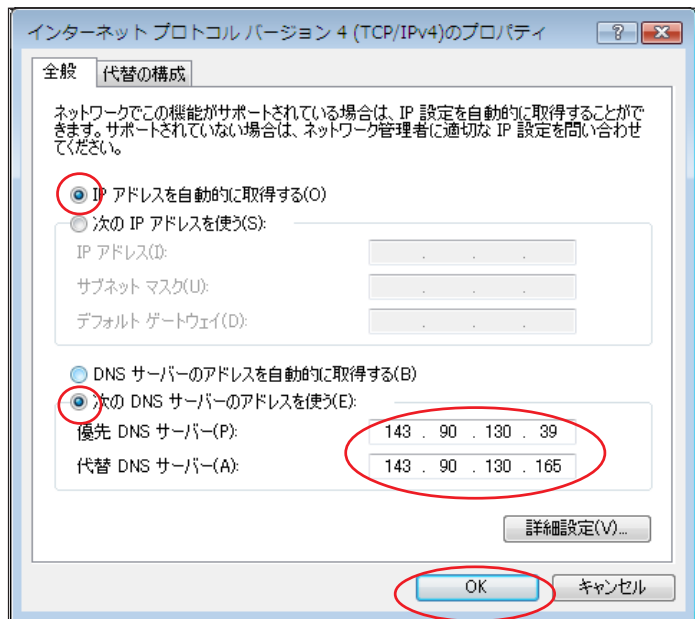 インターネット プロトコル バージョン 4 (TCP/IPv4)のプロパティ
全般
代替の構成
ネットワークでこの機能がサポートされている場合は、IP 設定を自動的に取得することがで
きます。サポートされていない場合は、ネットワーク管理者に適切な IP 設定を問い合わせ
てください。
IP アドレスを自動的に取得する(O)
次の IP アドレスを使う(S):
IP アドレス(I):
サブネット マスク(U):
デフォルト ゲートウェイ(D):
DNS サーバーのアドレスを自動的に取得する(B)
次の DNS サーバーのアドレスを使う(E):
優先 DNS サーバー(P): 143 . 90 . 130 . 39
代替 DNS サーバー(A): 143 . 90 . 130 . 165
詳細設定(V)...
OK キャンセル